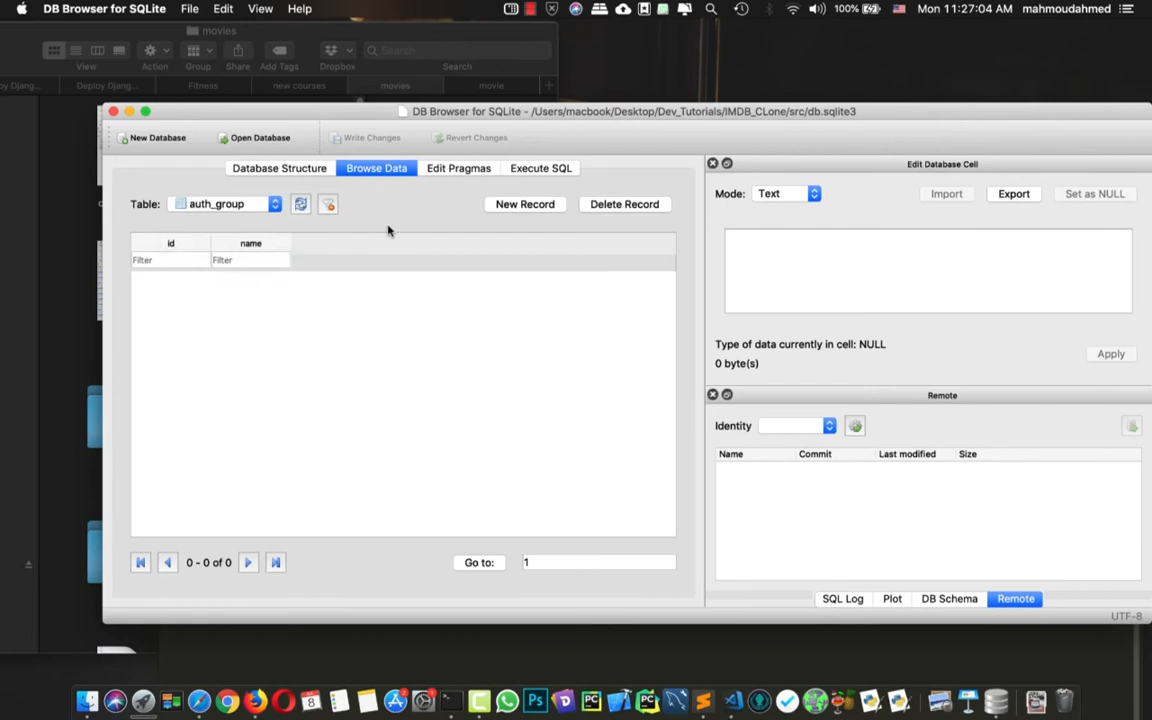 DB Browser for SQLite File Edit View Help 100% Mon 11:27:04 AM mahmoudahmed
movies
Search
View Action Group Share Add Tags Dropbox Search
oy Djang... Deploy Djang... Fitness new courses movies movie
DB Browser for SQLite - /Users/macbook/Desktop/Dev_Tutorials/IMDB_CLone/src/db.sqlite3
New Database Open Database Write Changes Revert Changes
Database Structure Browse Data Edit Pragmas Execute SQL
Table: auth_group New Record Delete Record
id name
Filter Filter
0 - 0 of 0 Go to: 1
Edit Database Cell
Mode: Text Import Export Set as NULL
Type of data currently in cell: NULL
0 byte(s)
Apply
Remote
Identity
Name Commit Last modified Size
SQL Log Plot DB Schema Remote
UTF-8